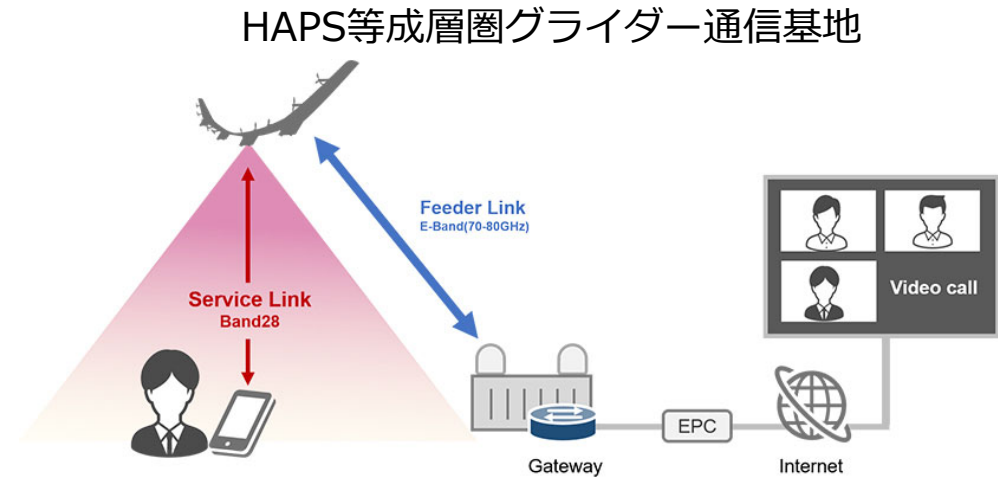 HAPS等成層圏グライダー通信基地
Feeder Link
E-Band(70-80GHz)
Service Link
Band28
Video call
EPC
Gateway
Internet